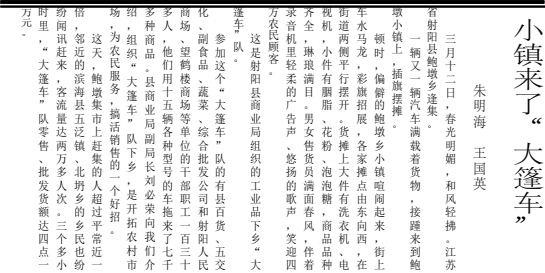 小镇来了“大篷车”
朱明海　王国英
三月十二日，春光明媚，和风轻拂。江苏
省射阳县鲍墩乡逢集。
一辆又一辆汽车满载着货物，接踵来到鲍
墩小镇上，插旗摆摊。
顿时，偏僻的鲍墩乡小镇喧闹起来，街上
车水马龙，彩旗招展，各家摊点由东向西，在
街道两侧平行摆开。货摊上大件有洗衣机、电
视机，小件有胭脂、花粉、泡泡糖，商品品种
齐全，琳琅满目。男女售货员满面春风，伴着
录音机里轻柔的广告声、悠扬的歌声，笑迎四
方农民顾客。
这是射阳县商业局组织的工业品下乡“大
篷车”队。
参加这个“大篷车”队的有县百货、五交
化、副食品、蔬菜、综合批发公司和射阳人民
商场、望鹤楼商场等单位的干部职工一百三十
多人，他们用十五辆各种型号的车拖来了七千
多种商品。县商业局副局长刘必荣向我们介
绍，组织“大篷车”队下乡，是开拓农村市
场，为农民服务，搞活销售的一个好招。
这天，鲍墩集市上赶集的人超过平常近一
倍，邻近的滨海县五泛镇、北坍乡的乡民也纷
纷闻讯赶来，客流量达两万多人次。三个多小
时里，“大篷车”队零售、批发货额达四点一
万元。